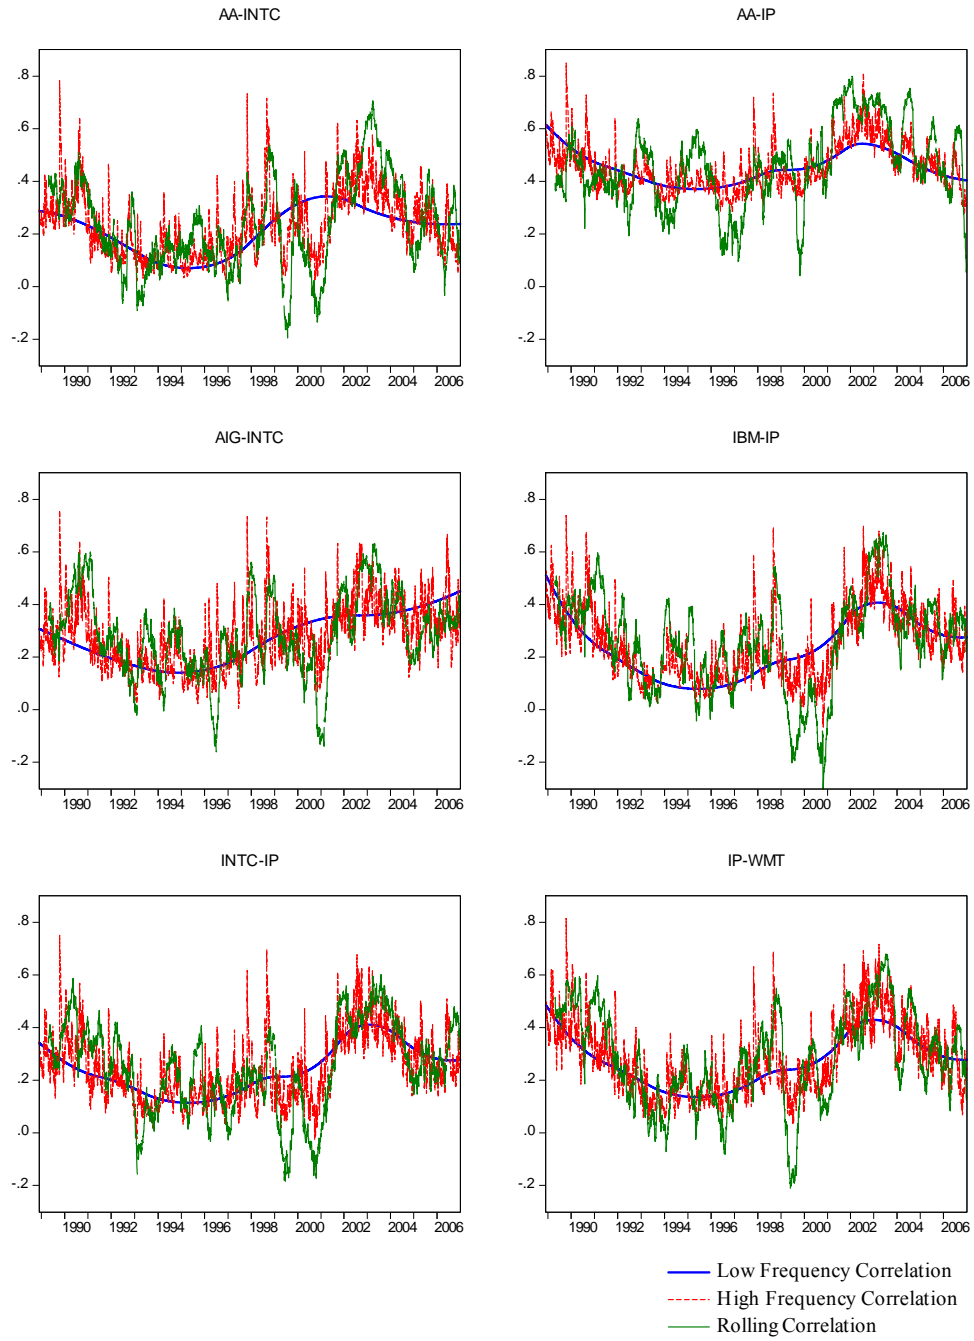 AA-INTC
.8
.6
.4
.2
.0
-.2
1990 1992 1994 1996 1998 2000 2002 2004 2006
AA-IP
.8
.6
.4
.2
.0
-.2
1990 1992 1994 1996 1998 2000 2002 2004 2006
AIG-INTC
.8
.6
.4
.2
.0
-.2
1990 1992 1994 1996 1998 2000 2002 2004 2006
IBM-IP
.8
.6
.4
.2
.0
-.2
1990 1992 1994 1996 1998 2000 2002 2004 2006
INTC-IP
.8
.6
.4
.2
.0
-.2
1990 1992 1994 1996 1998 2000 2002 2004 2006
IP-WMT
.8
.6
.4
.2
.0
-.2
1990 1992 1994 1996 1998 2000 2002 2004 2006
Low Frequency Correlation
High Frequency Correlation
Rolling Correlation